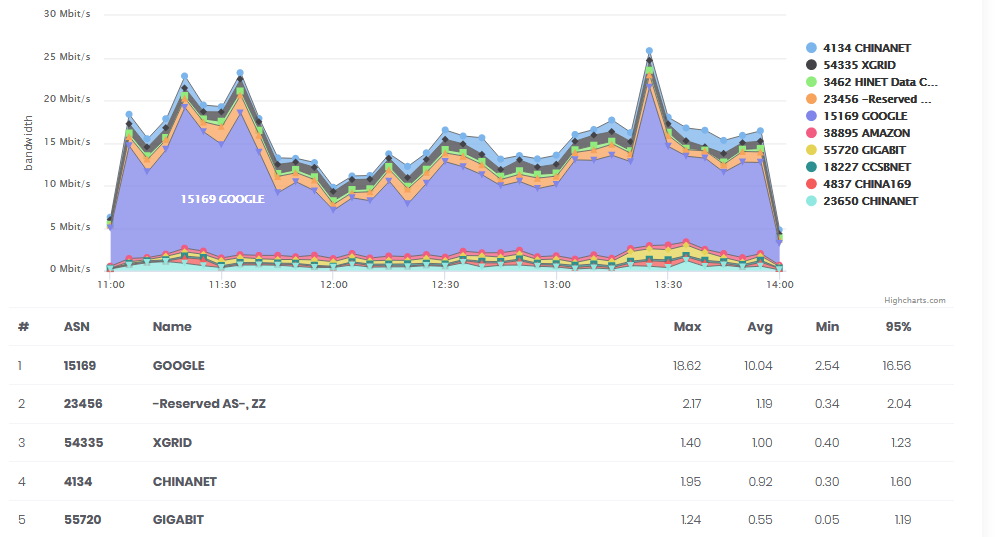 30 Mbit/s
25 Mbit/s
20 Mbit/s
15 Mbit/s
10 Mbit/s
5 Mbit/s
0 Mbit/s
bandwidth
15169 GOOGLE
11:00 11:30 12:00 12:30 13:00 13:30 14:00
4134 CHINANET
54335 XGRID
3462 HINET Data C...
23456 -Reserved ...
15169 GOOGLE
38895 AMAZON
55720 GIGABIT
18227 CCSBNET
4837 CHINA169
23650 CHINANET
Highcharts.com
# ASN Name Max Avg Min 95%
1 15169 GOOGLE 18.62 10.04 2.54 16.56
2 23456 -Reserved AS-, ZZ 2.17 1.19 0.34 2.04
3 54335 XGRID 1.40 1.00 0.40 1.23
4 4134 CHINANET 1.95 0.92 0.30 1.60
5 55720 GIGABIT 1.24 0.55 0.05 1.19